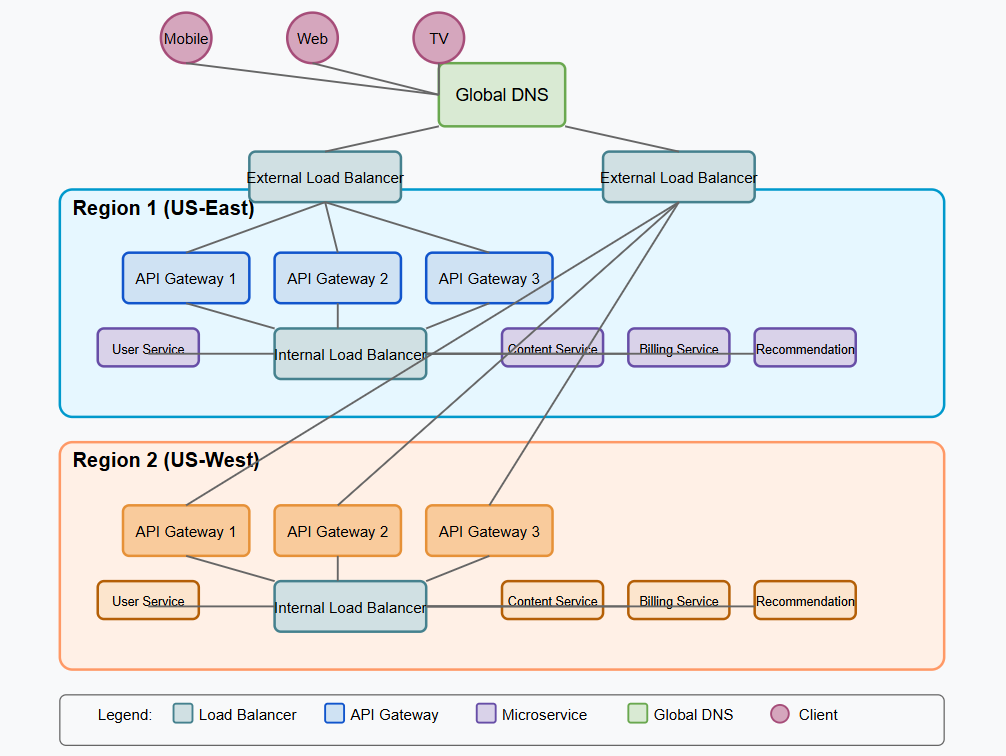 Mobile
Web
TV
Global DNS
External Load Balancer
External Load Balancer
Region 1 (US-East)
API Gateway 1
API Gateway 2
API Gateway 3
User Service
Internal Load Balancer
Content Service
Billing Service
Recommendation
Region 2 (US-West)
API Gateway 1
API Gateway 2
API Gateway 3
User Service
Internal Load Balancer
Content Service
Billing Service
Recommendation
Legend:
Load Balancer
API Gateway
Microservice
Global DNS
Client